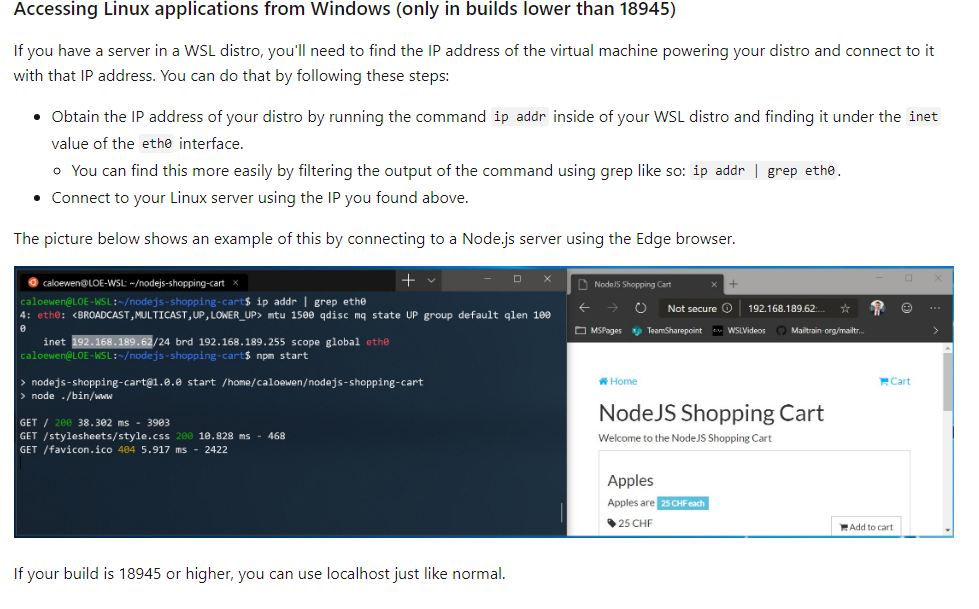 Accessing Linux applications from Windows (only in builds lower than 18945)
If you have a server in a WSL distro, you'll need to find the IP address of the virtual machine powering your distro and connect to it
with that IP address. You can do that by following these steps:
Obtain the IP address of your distro by running the command ip addr inside of your WSL distro and finding it under the inet
value of the eth0 interface.
You can find this more easily by filtering the output of the command using grep like so: ip addr | grep eth0.
Connect to your Linux server using the IP you found above.
The picture below shows an example of this by connecting to a Node.js server using the Edge browser.
caloewen@LOE-WSL: ~/nodejs-shopping-cart
caloewen@LOE-WSL:~/nodejs-shopping-cart$ ip addr | grep eth0
4: eth0: <BROADCAST,MULTICAST,UP,LOWER_UP> mtu 1500 qdisc mq state UP group default qlen 100
0
inet 192.168.189.62/24 brd 192.168.189.255 scope global eth0
caloewen@LOE-WSL:~/nodejs-shopping-cart$ npm start
> nodejs-shopping-cart@1.0.0 start /home/caloewen/nodejs-shopping-cart
> node ./bin/www
GET / 200 38.302 ms - 3903
GET /stylesheets/style.css 200 10.828 ms - 468
GET /favicon.ico 404 5.917 ms - 2422
NodeJS Shopping Cart
Not secure 192.168.189.62:...
MSPages TeamSharepoint WSLVideos Mailtrain-org/mailtr...
Home Cart
NodeJS Shopping Cart
Welcome to the NodeJS Shopping Cart
Apples
Apples are 25 CHF each
25 CHF
Add to cart
If your build is 18945 or higher, you can use localhost just like normal.